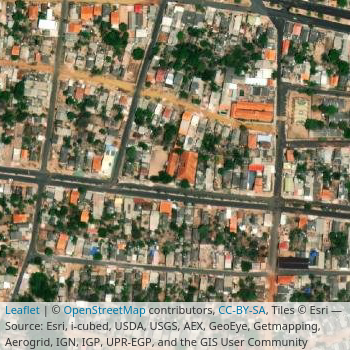 Leaflet | © OpenStreetMap contributors, CC-BY-SA, Tiles © Esri —
Source: Esri, i-cubed, USDA, USGS, AEX, GeoEye, Getmapping,
Aerogrid, IGN, IGP, UPR-EGP, and the GIS User Community